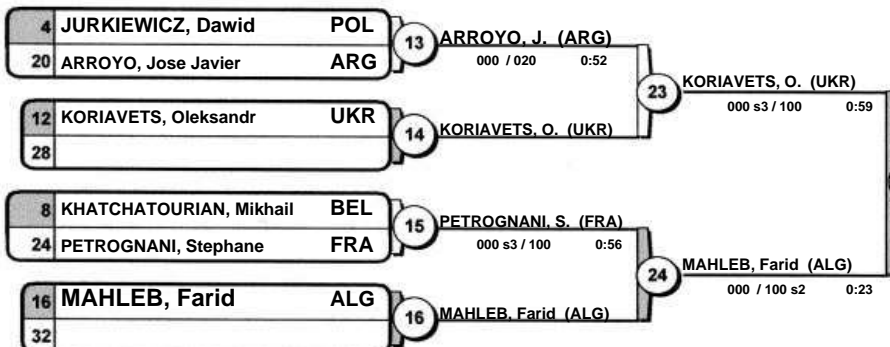 4 JURKIEWICZ, Dawid POL
20 ARROYO, Jose Javier ARG
13
ARROYO, J. (ARG)
000 / 020 0:52
12 KORIAVETS, Oleksandr UKR
28
14
KORIAVETS, O. (UKR)
23
KORIAVETS, O. (UKR)
000 s3 / 100 0:59
8 KHATCHATOURIAN, Mikhail BEL
24 PETROGNANI, Stephane FRA
15
PETROGNANI, S. (FRA)
000 s3 / 100 0:56
16 MAHLEB, Farid ALG
32
16
MAHLEB, Farid (ALG)
24
MAHLEB, Farid (ALG)
000 / 100 s2 0:23